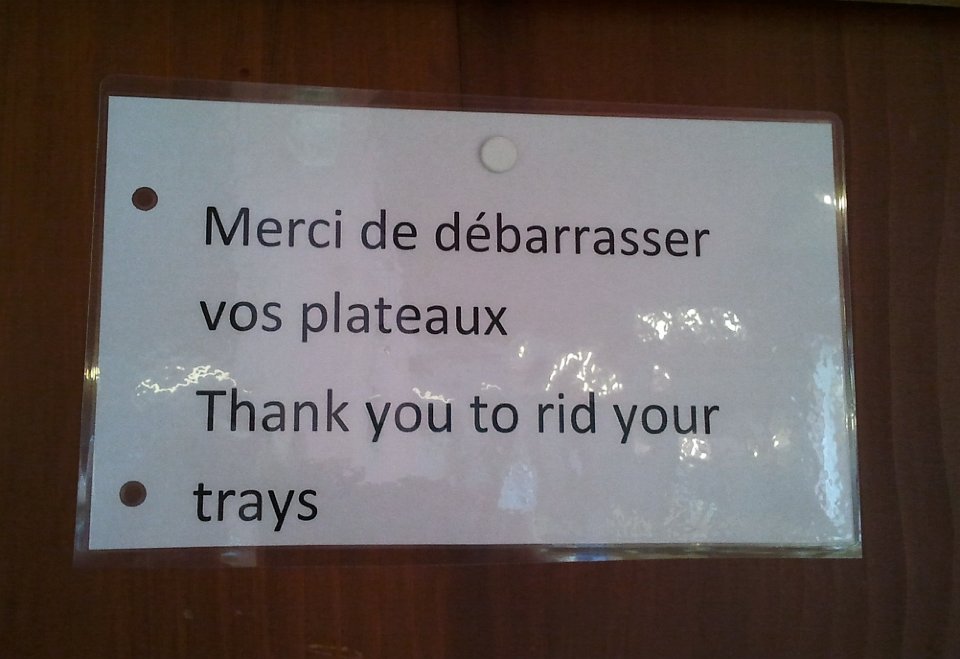 Merci de débarrasser
vos plateaux
Thank you to rid your
trays